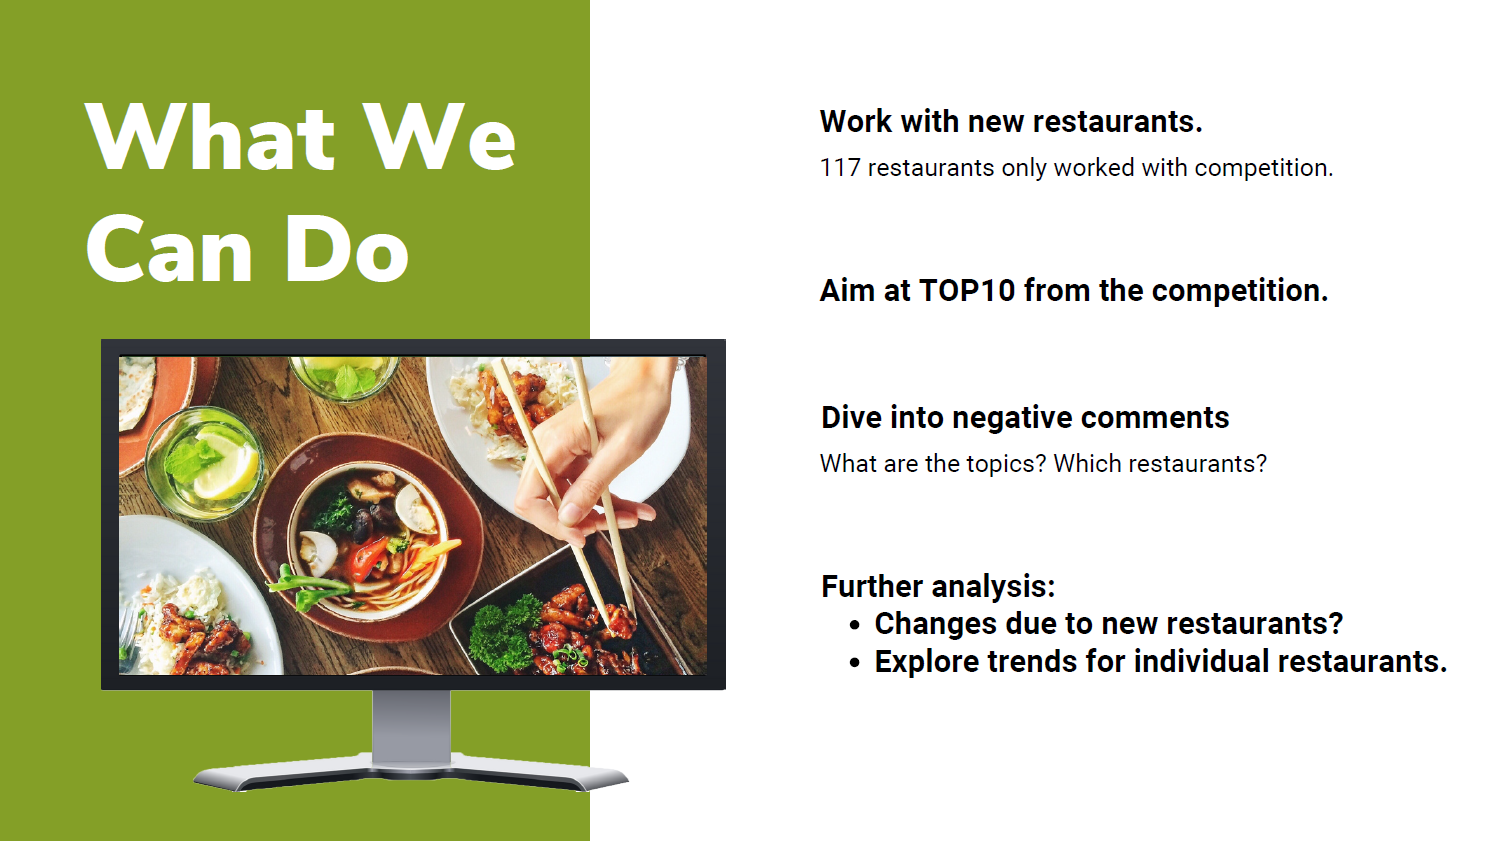 What We
Can Do
Work with new restaurants.
117 restaurants only worked with competition.
Aim at TOP10 from the competition.
Dive into negative comments
What are the topics? Which restaurants?
Further analysis:
• Changes due to new restaurants?
• Explore trends for individual restaurants.